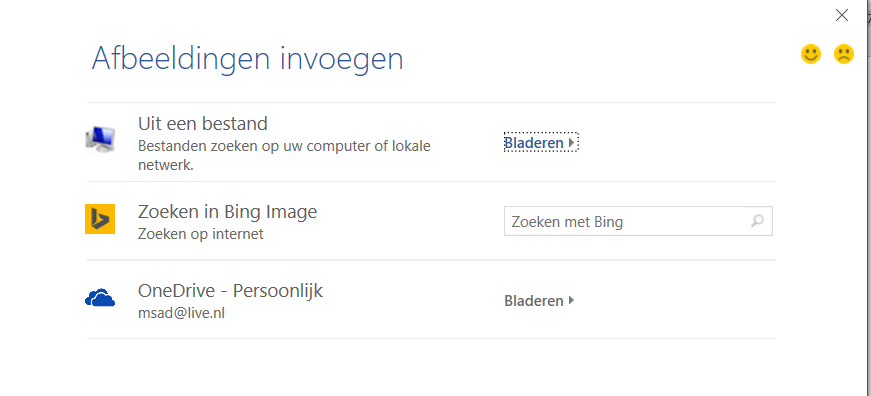 Afbeeldingen invoegen
Uit een bestand
Bestanden zoeken op uw computer of lokale
netwerk.
Bladeren
Zoeken in Bing Image
Zoeken op internet
Zoeken met Bing
OneDrive - Persoonlijk
msad@live.nl
Bladeren